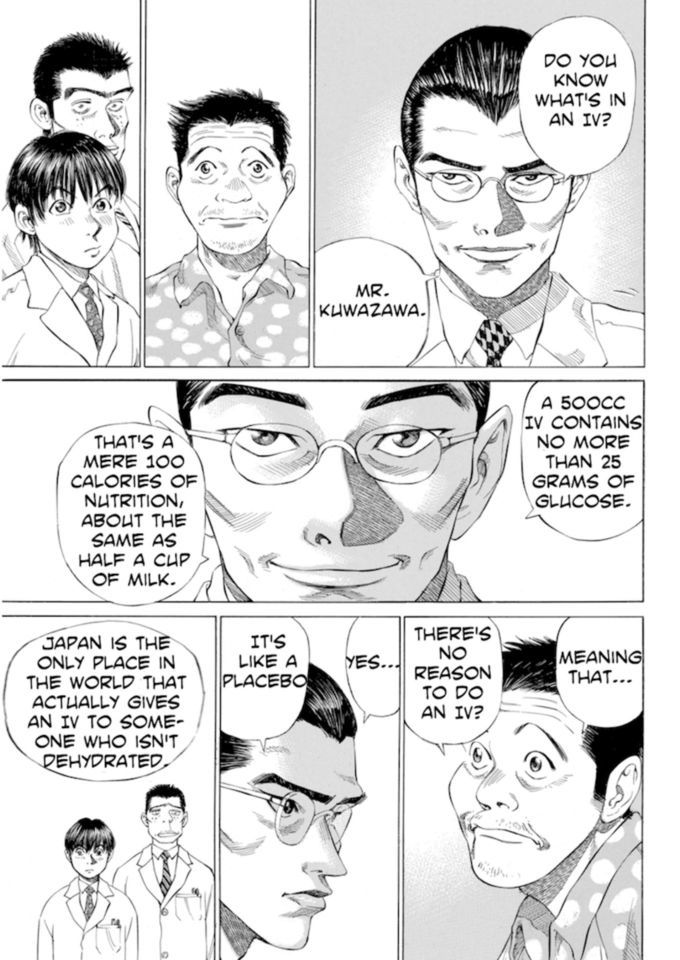 DO YOU
KNOW
WHAT'S IN
AN IV?
MR.
KUWAZAWA.
A 500CC
IV CONTAINS
NO MORE
THAN 25
GRAMS OF
GLUCOSE.
THAT'S A
MERE 100
CALORIES OF
NUTRITION,
ABOUT THE
SAME AS
HALF A CUP
OF MILK.
MEANING
THAT...
THERE'S
NO
REASON
TO DO
AN IV?
YES...
IT'S
LIKE A
PLACEBO
JAPAN IS THE
ONLY PLACE IN
THE WORLD THAT
ACTUALLY GIVES
AN IV TO SOME-
ONE WHO ISN'T
DEHYDRATED.